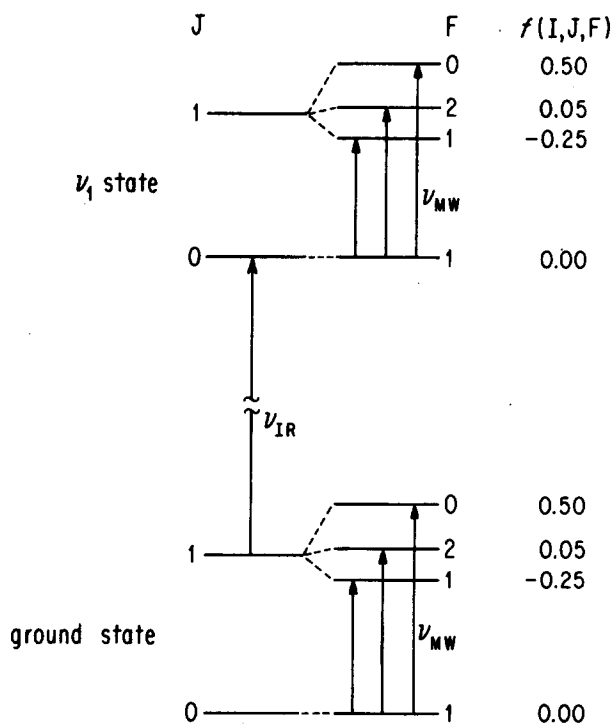 J F f(I,J,F)
0 0.50
1 2 0.05
1 -0.25
ν1 state
νMW
0 1 0.00
νIR
0 0.50
1 2 0.05
1 -0.25
ground state
νMW
0 1 0.00